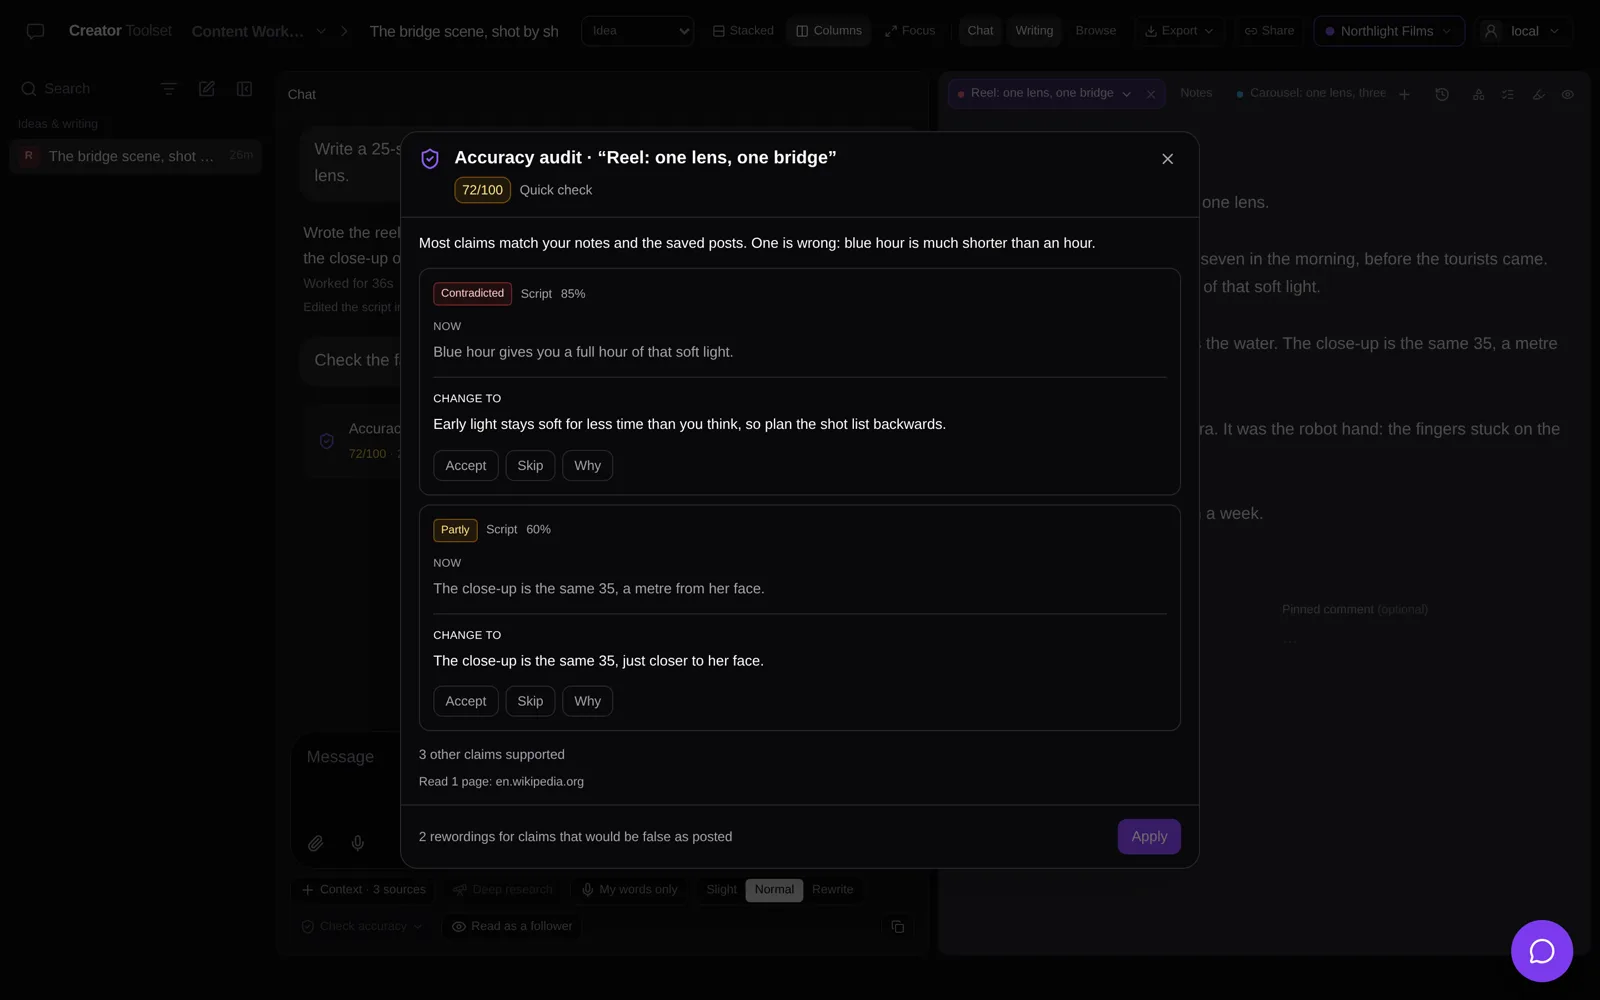 Creator Toolset
Content Work…
The bridge scene, shot by sh
Idea
Stacked
Columns
Focus
Chat
Writing
Browse
Export
Share
Northlight Films
local
Search
Ideas & writing
R The bridge scene, shot … 26m
Chat
Write a 25-s
lens.
Wrote the reel
the close-up o
Worked for 36s
Edited the script i
Check the f
Accurac
72/100
Reel: one lens, one bridge
Notes
Carousel: one lens, three
one lens.
seven in the morning, before the tourists came.
of that soft light.
the water. The close-up is the same 35, a metre
ra. It was the robot hand: the fingers stuck on the
a week.
Pinned comment (optional)
…
Accuracy audit · “Reel: one lens, one bridge”
72/100 Quick check
Most claims match your notes and the saved posts. One is wrong: blue hour is much shorter than an hour.
Contradicted Script 85%
NOW
Blue hour gives you a full hour of that soft light.
CHANGE TO
Early light stays soft for less time than you think, so plan the shot list backwards.
Accept Skip Why
Partly Script 60%
NOW
The close-up is the same 35, a metre from her face.
CHANGE TO
The close-up is the same 35, just closer to her face.
Accept Skip Why
3 other claims supported
Read 1 page: en.wikipedia.org
2 rewordings for claims that would be false as posted
Apply
Message
Context · 3 sources
Deep research
My words only
Slight Normal Rewrite
Check accuracy
Read as a follower